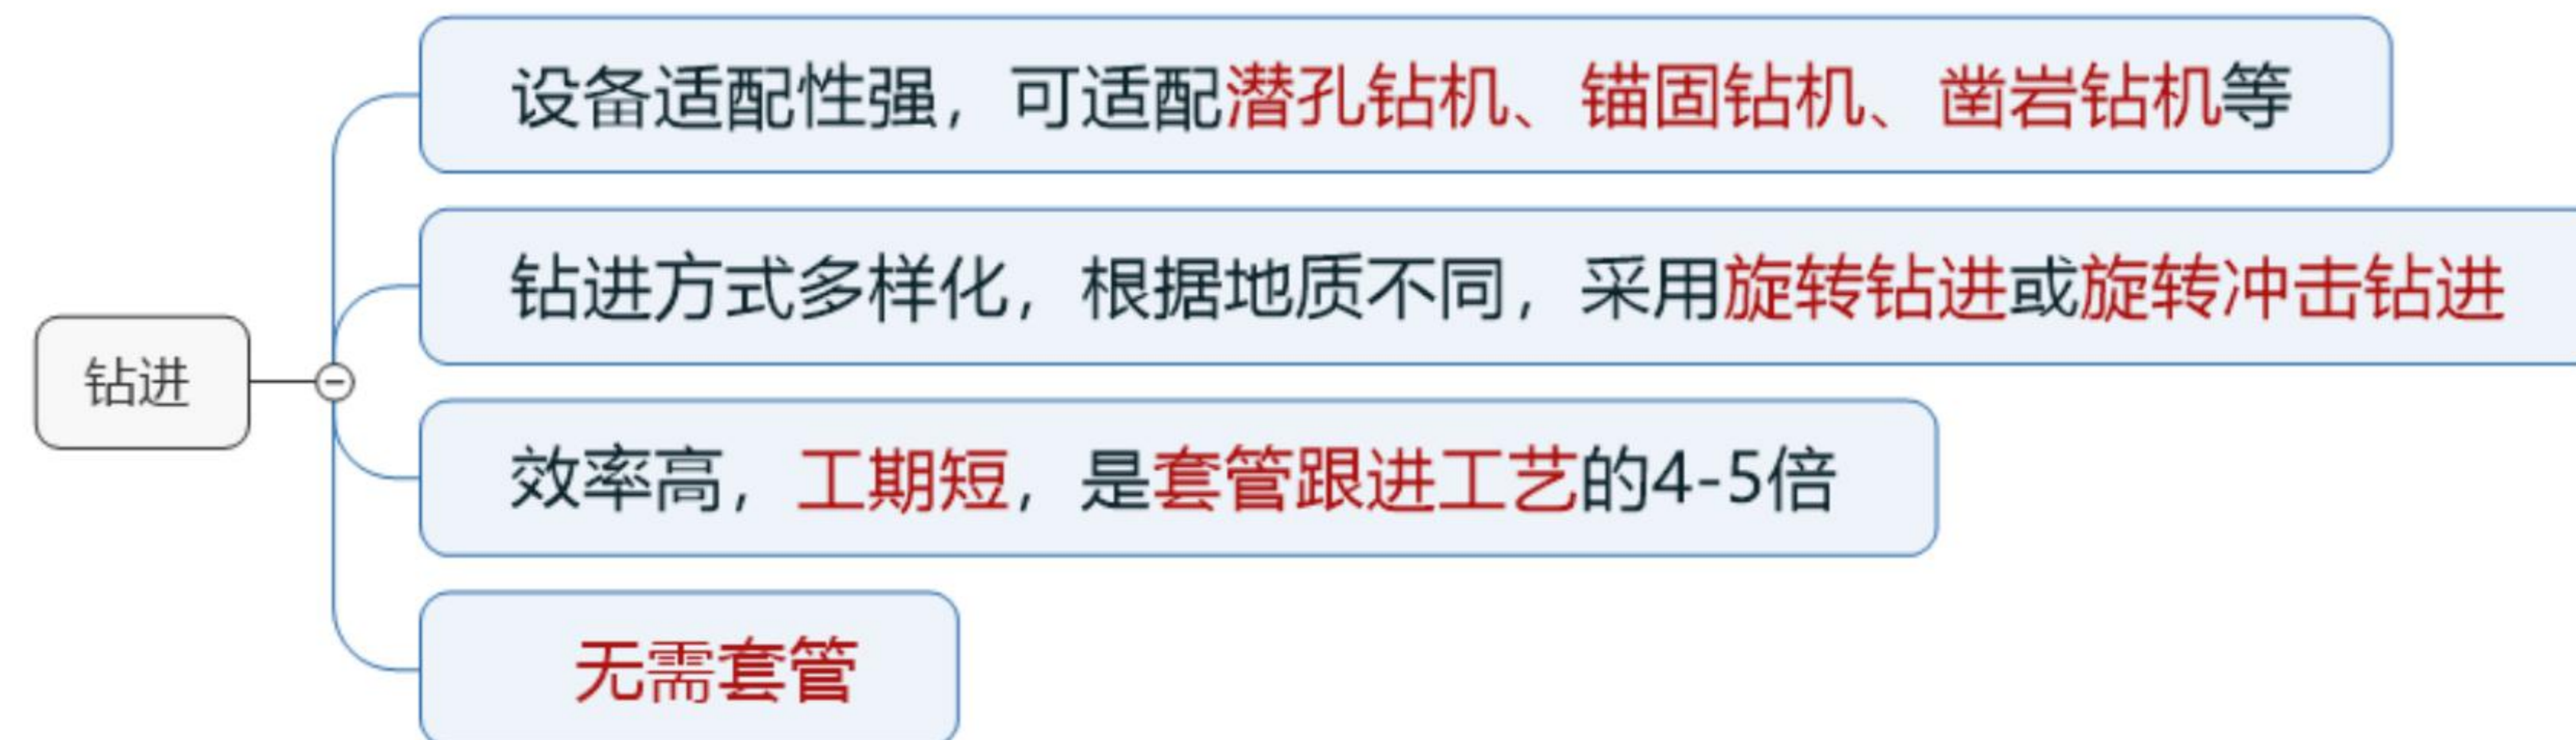 设备适配性强，可适配潜孔钻机、锚固钻机、凿岩钻机等
钻进方式多样化，根据地质不同，采用旋转钻进或旋转冲击钻进
钻进
效率高，工期短，是套管跟进工艺的4-5倍
无需套管